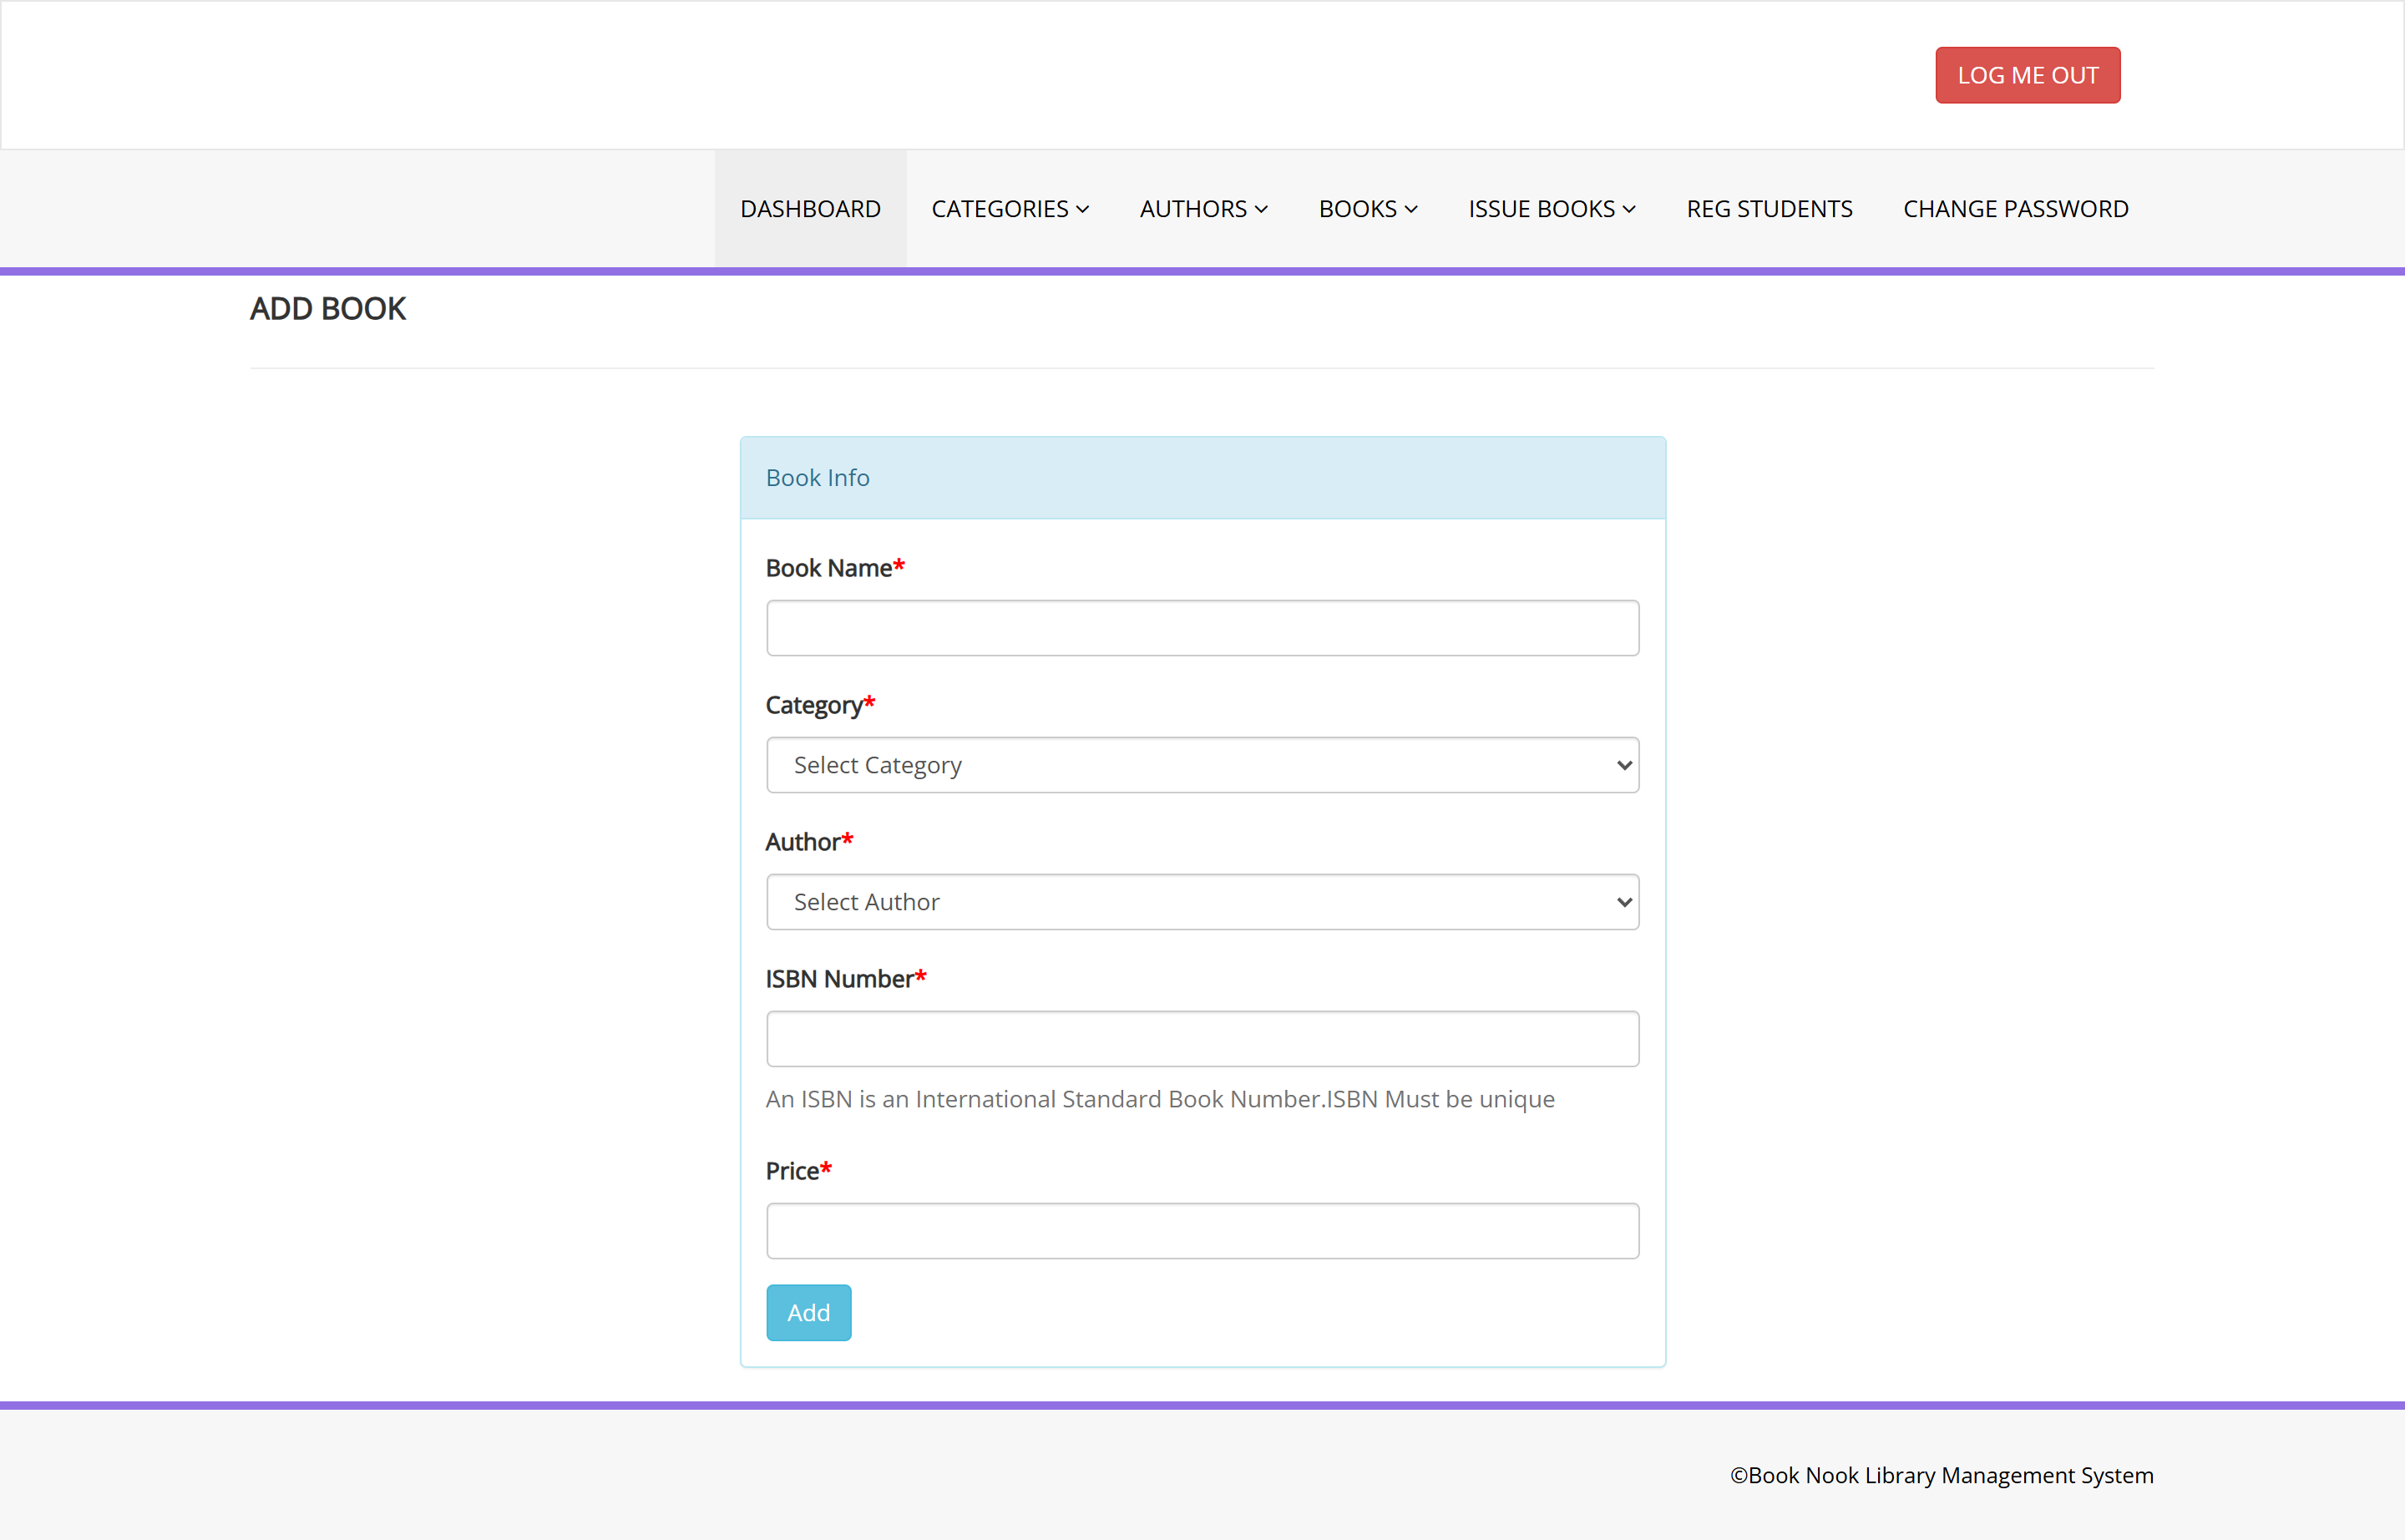 LOG ME OUT
DASHBOARD CATEGORIES AUTHORS BOOKS ISSUE BOOKS REG STUDENTS CHANGE PASSWORD
ADD BOOK
Book Info
Book Name*
Category*
Select Category
Author*
Select Author
ISBN Number*
An ISBN is an International Standard Book Number.ISBN Must be unique
Price*
Add
©Book Nook Library Management System